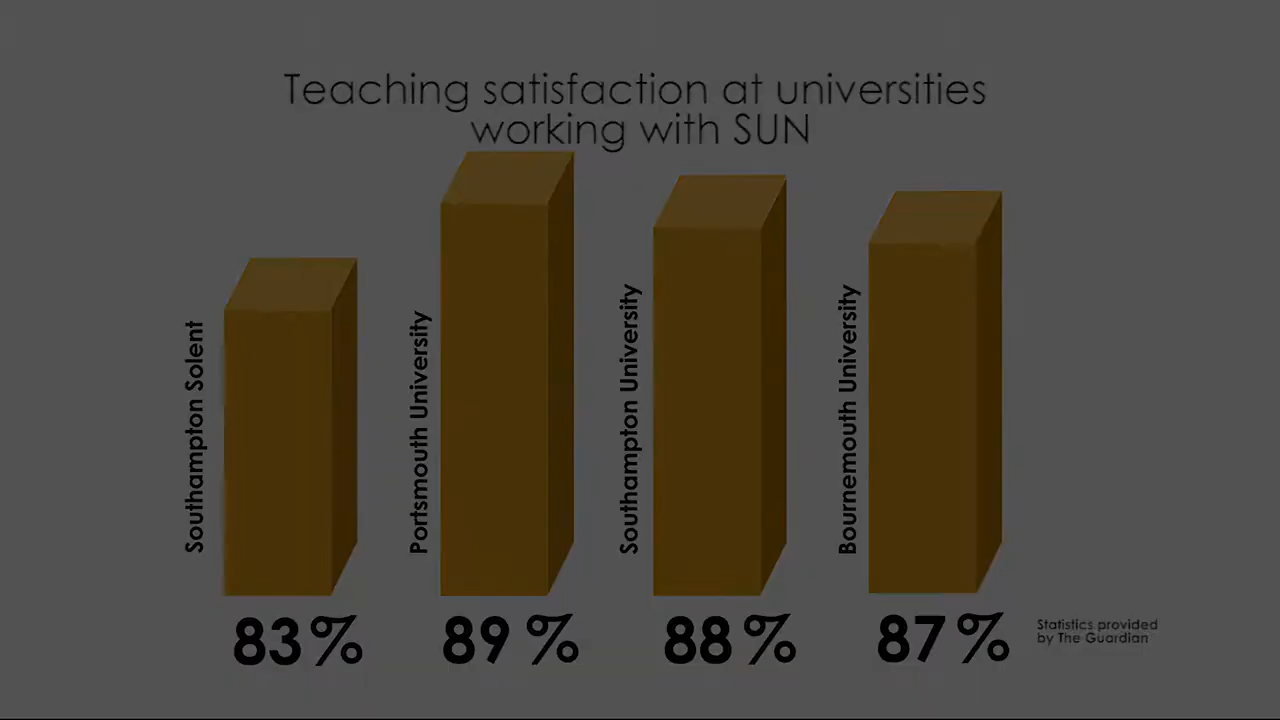 Teaching satisfaction at universities
working with SUN
Southampton Solent
Portsmouth University
Southampton University
Bournemouth University
83%
89%
88%
87%
Statistics provided
by The Guardian